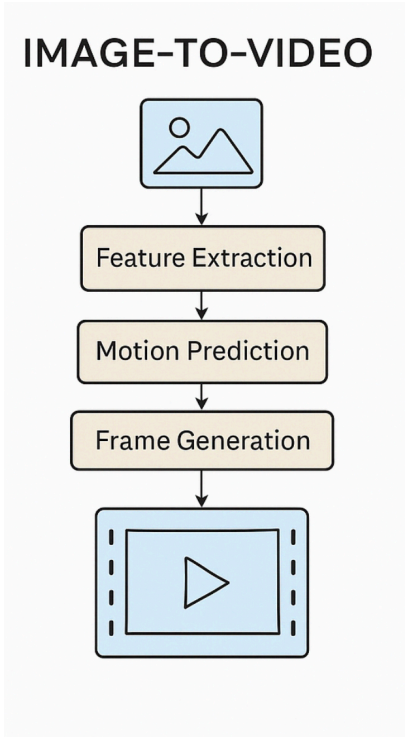 IMAGE-TO-VIDEO
Feature Extraction
Motion Prediction
Frame Generation